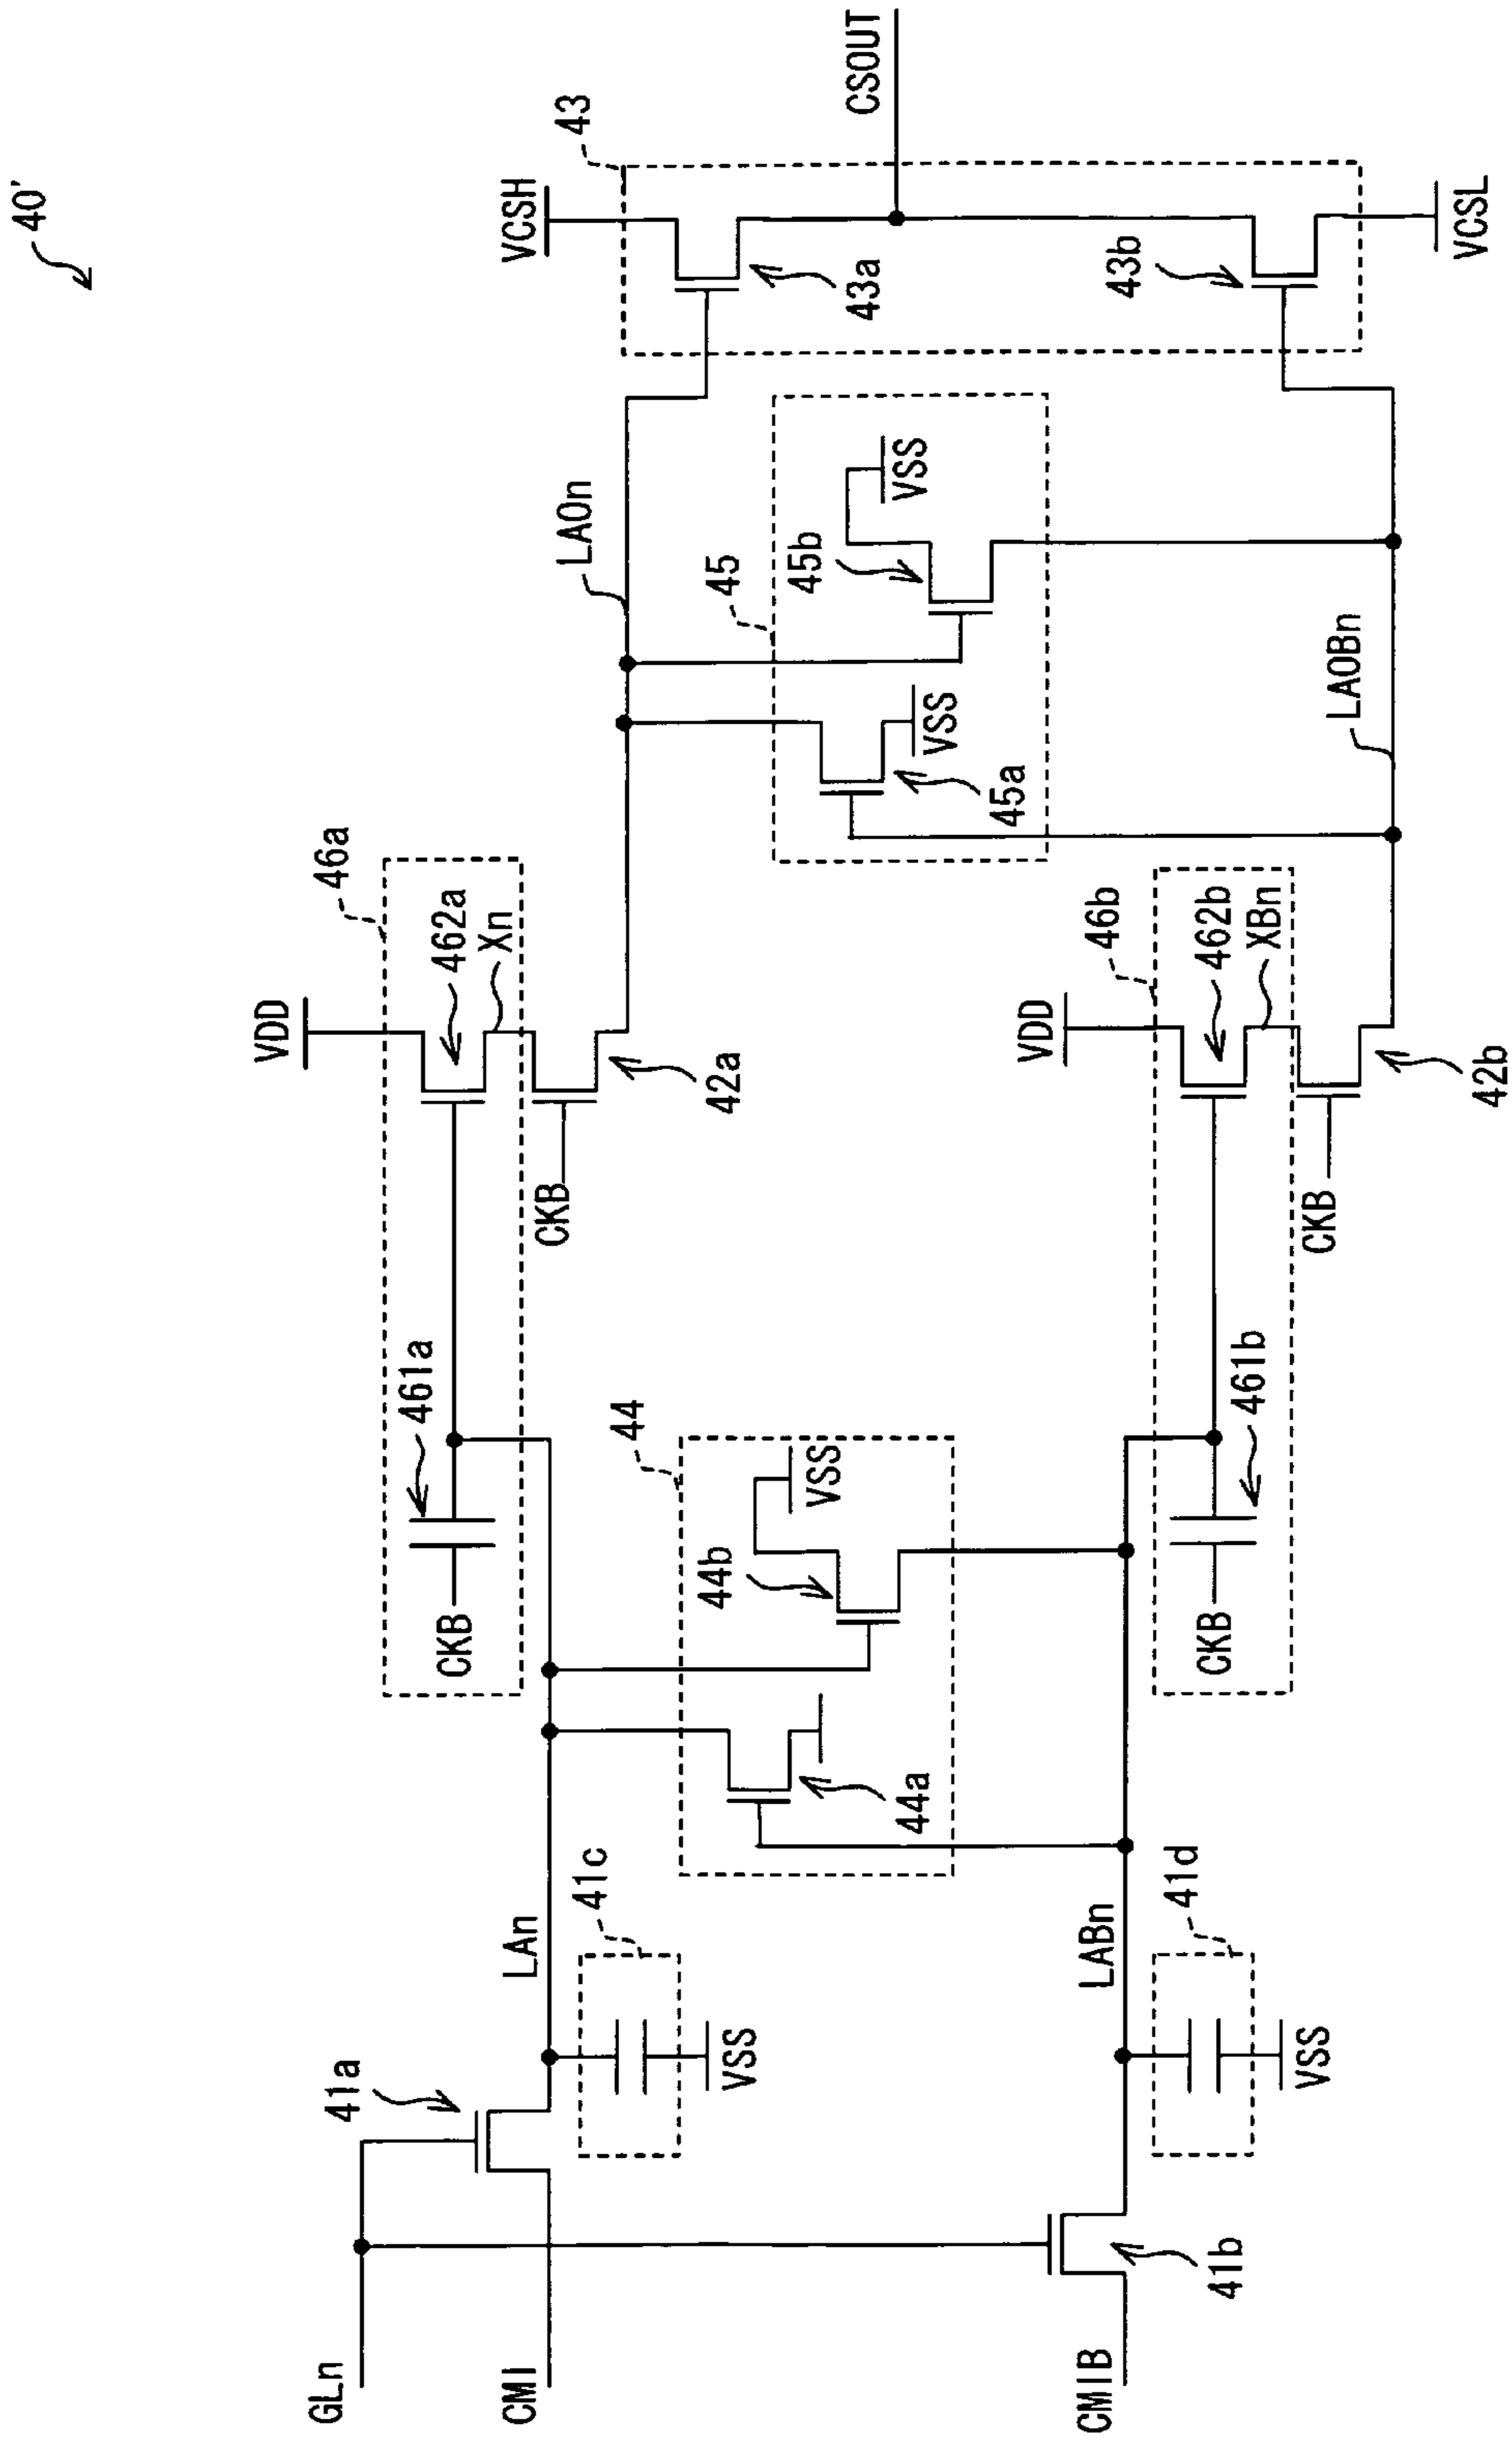 40'
GLn
CMI
CMIB
41a
41b
LAn
41c
VSS
LABn
41d
VSS
44
44a
44b
VSS
46a
461a
CKB
VDD
462a
Xn
CKB
42a
46b
461b
CKB
VDD
462b
XBn
CKB
42b
LAOn
45
45a
VSS
45b
VSS
LAOBn
43
VCSH
43a
43b
VCSL
CSOUT